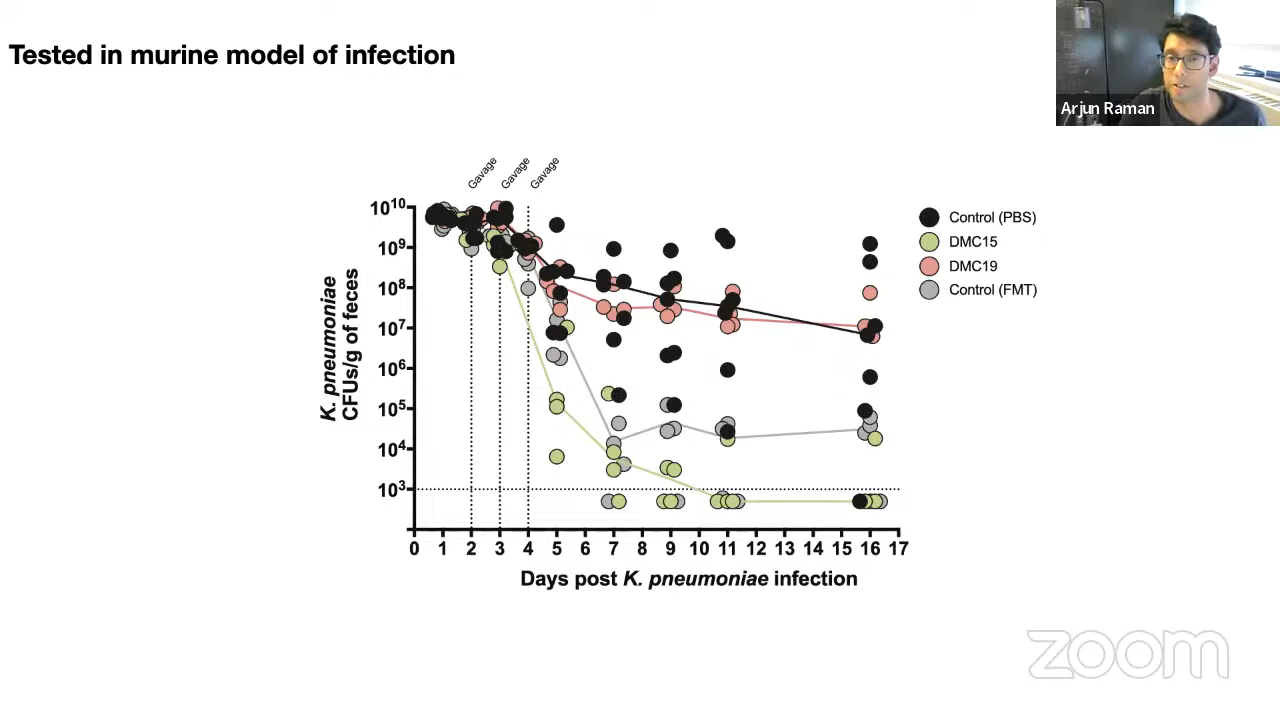 Tested in murine model of infection
Arjun Raman
Gavage
Gavage
Gavage
10¹⁰
10⁹
10⁸
10⁷
10⁶
10⁵
10⁴
10³
K. pneumoniae
CFUs/g of feces
Control (PBS)
DMC15
DMC19
Control (FMT)
0 1 2 3 4 5 6 7 8 9 10 11 12 13 14 15 16 17
Days post K. pneumoniae infection
zoom